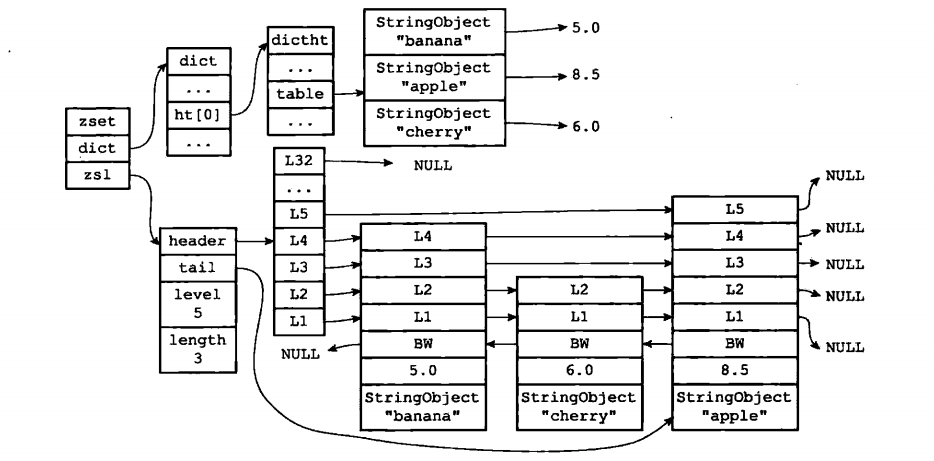 zset
dict
zsl
dict
...
ht[0]
...
dictht
...
table
...
StringObject
"banana"
StringObject
"apple"
StringObject
"cherry"
5.0
8.5
6.0
header
tail
level
5
length
3
L32
...
L5
L4
L3
L2
L1
NULL
NULL
L4
L3
L2
L1
BW
5.0
StringObject
"banana"
L2
L1
BW
6.0
StringObject
"cherry"
L5
L4
L3
L2
L1
BW
8.5
StringObject
"apple"
NULL
NULL
NULL
NULL
NULL